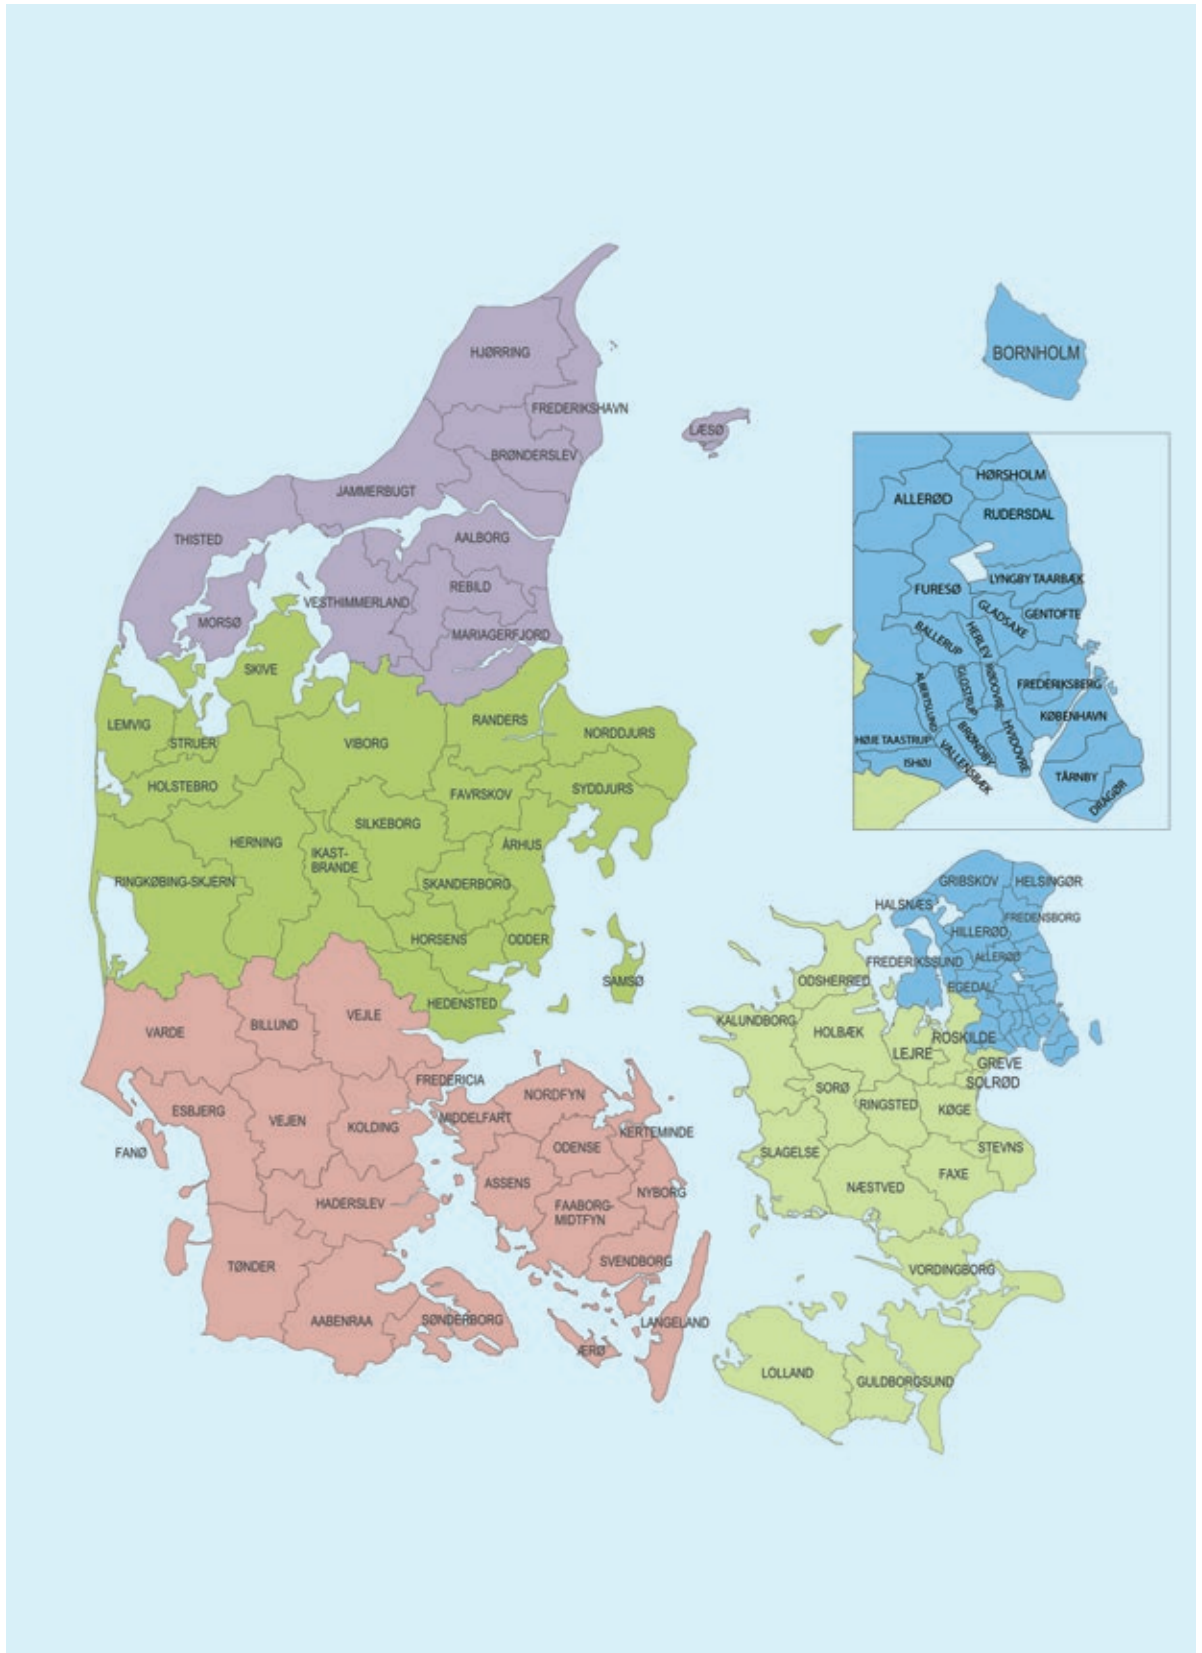 HJØRRING
BORNHOLM
FREDERIKSHAVN
LÆSØ
BRØNDERSLEV
JAMMERBUGT
THISTED
AALBORG
REBILD
VESTHIMMERLAND
MORSØ
MARIAGERFJORD
SKIVE
LEMVIG
STRUER
VIBORG
RANDERS
NORDDJURS
HOLSTEBRO
FAVRSKOV
SYDDJURS
SILKEBORG
HERNING
IKAST-
BRANDE
ÅRHUS
RINGKØBING-SKJERN
SKANDERBORG
HORSENS
ODDER
SAMSØ
HEDENSTED
HØRSHOLM
ALLERØD
RUDERSDAL
LYNGBY TAARBÆK
FURESØ
GLADSAXE
GENTOFTE
BALLERUP
HERLEV
RØDOVRE
GLOSTRUP
ALBERTSLUND
FREDERIKSBERG
KØBENHAVN
HØJE TAASTRUP
BRØNDBY
HVIDOVRE
ISHØJ
VALLENSBÆK
TÅRNBY
DRAGØR
GRIBSKOV
HELSINGØR
HALSNÆS
FREDENSBORG
HILLERØD
FREDERIKSSUND
ALLERØD
EGEDAL
ODSHERRED
KALUNDBORG
HOLBÆK
ROSKILDE
LEJRE
GREVE
SOLRØD
SORØ
RINGSTED
KØGE
STEVNS
SLAGELSE
FAXE
NÆSTVED
VORDINGBORG
LOLLAND
GULDBORGSUND
VARDE
BILLUND
VEJLE
FREDERICIA
NORDFYN
ESBJERG
VEJEN
KOLDING
MIDDELFART
KERTEMINDE
ODENSE
FANØ
ASSENS
NYBORG
HADERSLEV
FAABORG-
MIDTFYN
SVENDBORG
TØNDER
AABENRAA
SØNDERBORG
LANGELAND
ÆRØ